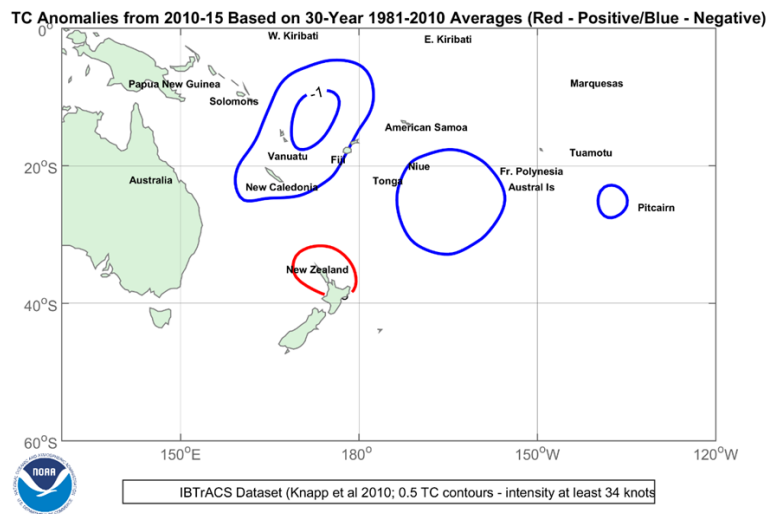 TC Anomalies from 2010-15 Based on 30-Year 1981-2010 Averages (Red - Positive/Blue - Negative)
0°
W. Kiribati
E. Kiribati
Papua New Guinea
Marquesas
-1
Solomons
American Samoa
Vanuatu
Fiji
Tuamotu
20°S
Niue
Fr. Polynesia
Australia
Tonga
New Caledonia
Austral Is
Pitcairn
New Zealand
40°S
60°S
150°E
180°
150°W
120°W
NOAA
IBTrACS Dataset (Knapp et al 2010; 0.5 TC contours - intensity at least 34 knots